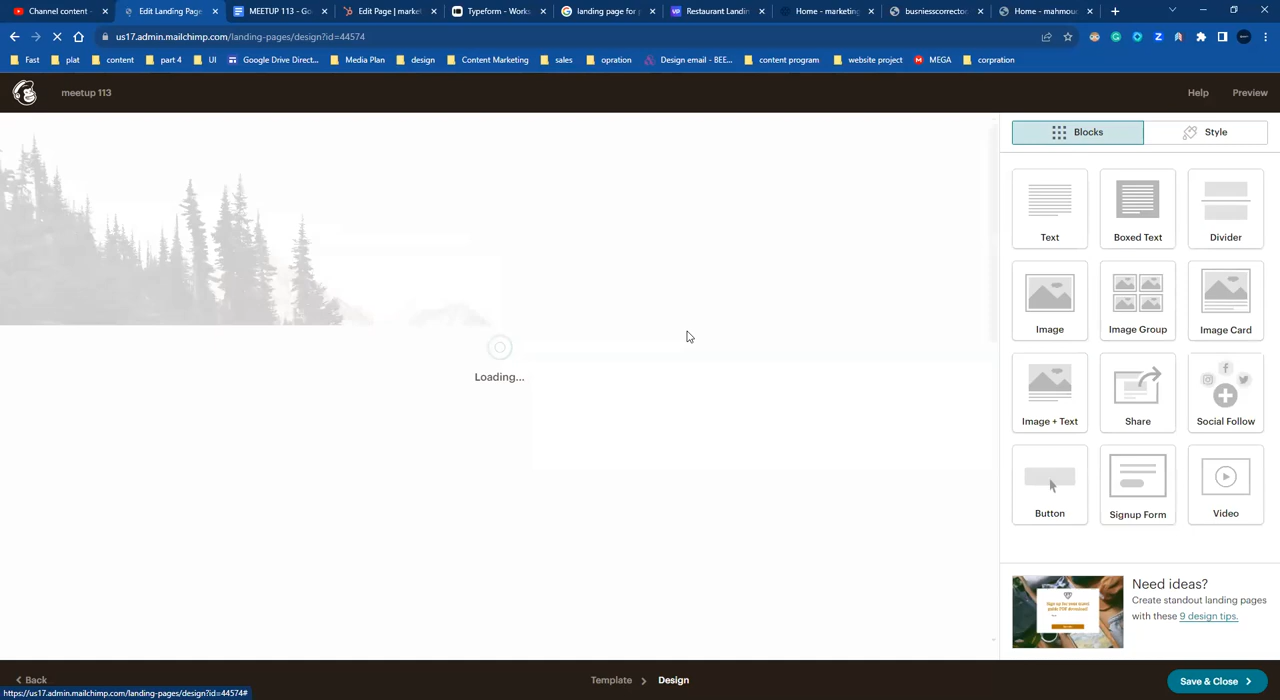 Channel content -
Edit Landing Page
MEETUP 113 - Go
Edit Page | market
Typeform - Works
landing page for
Restaurant Landin
Home - marketing
busniesscorrector
Home - mahmou
us17.admin.mailchimp.com/landing-pages/design?id=44574
Fast
plat
content
part 4
UI
Google Drive Direct...
Media Plan
design
Content Marketing
sales
opration
Design email - BEE...
content program
website project
MEGA
corpration
meetup 113
Help
Preview
Blocks
Style
Text
Boxed Text
Divider
Image
Image Group
Image Card
Loading...
Image + Text
Share
Social Follow
Button
Signup Form
Video
Need ideas?
Create standout landing pages
with these 9 design tips.
Back
Template
Design
Save & Close
https://us17.admin.mailchimp.com/landing-pages/design?id=44574#